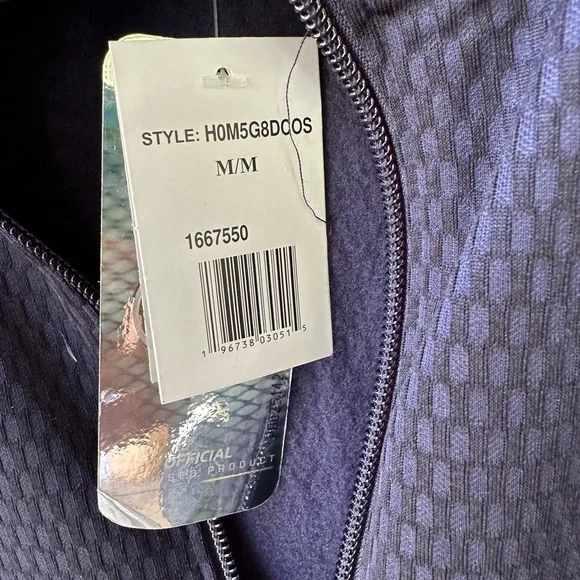 STYLE: H0M5G8DCOS
M/M
1667550
1 96738 03051 5
OFFICIAL
PRODUCT